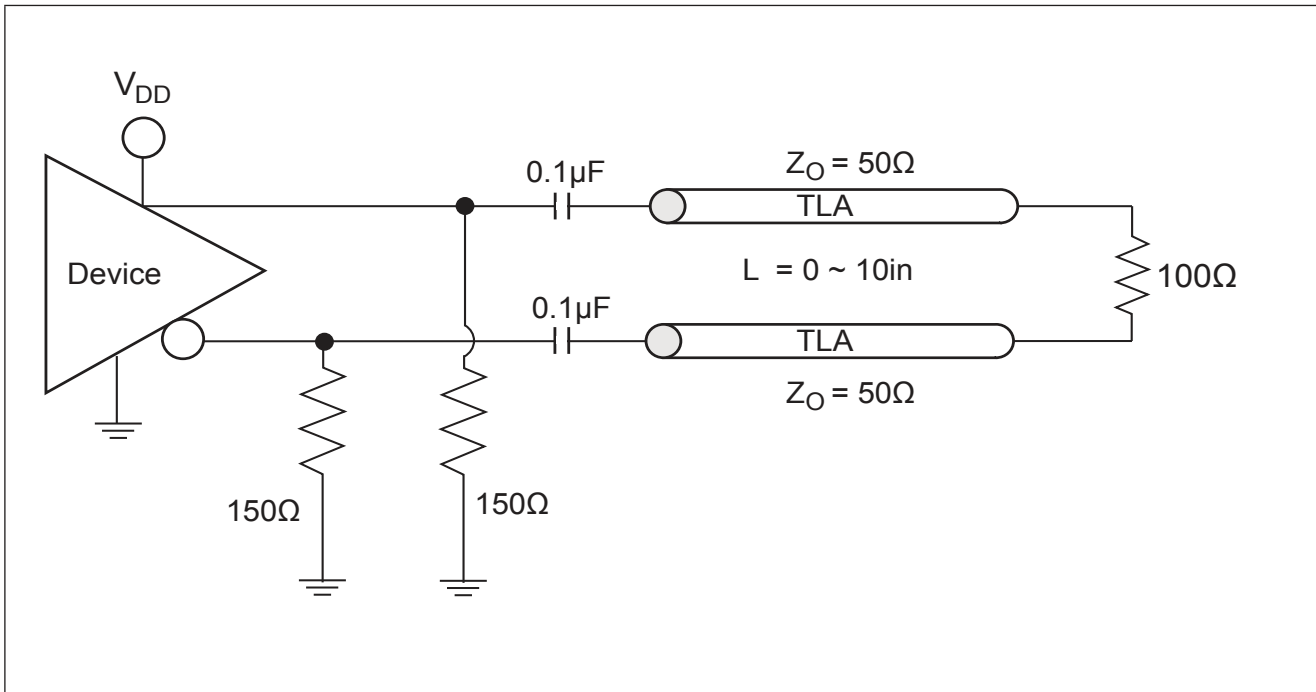 VDD
0.1µF
ZO = 50Ω
TLA
Device
L = 0 ~ 10in
100Ω
0.1µF
TLA
ZO = 50Ω
150Ω
150Ω